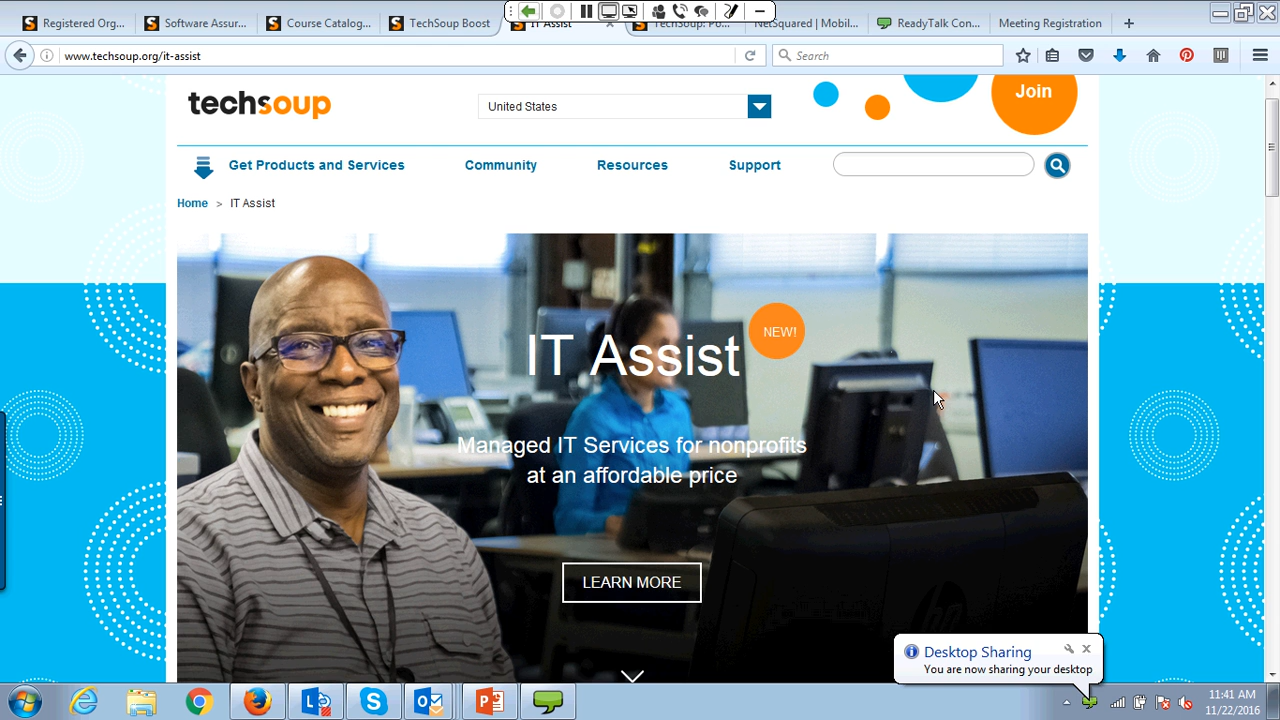 Registered Org...
Software Assur...
Course Catalog...
TechSoup Boost
IT Assist
TechSoup: Po...
NetSquared | Mobil...
ReadyTalk Con...
Meeting Registration
www.techsoup.org/it-assist
Search
techsoup
United States
Join
Get Products and Services
Community
Resources
Support
Home > IT Assist
NEW!
IT Assist
Managed IT Services for nonprofits
at an affordable price
LEARN MORE
hp
Desktop Sharing
You are now sharing your desktop
11:41 AM
11/22/2016